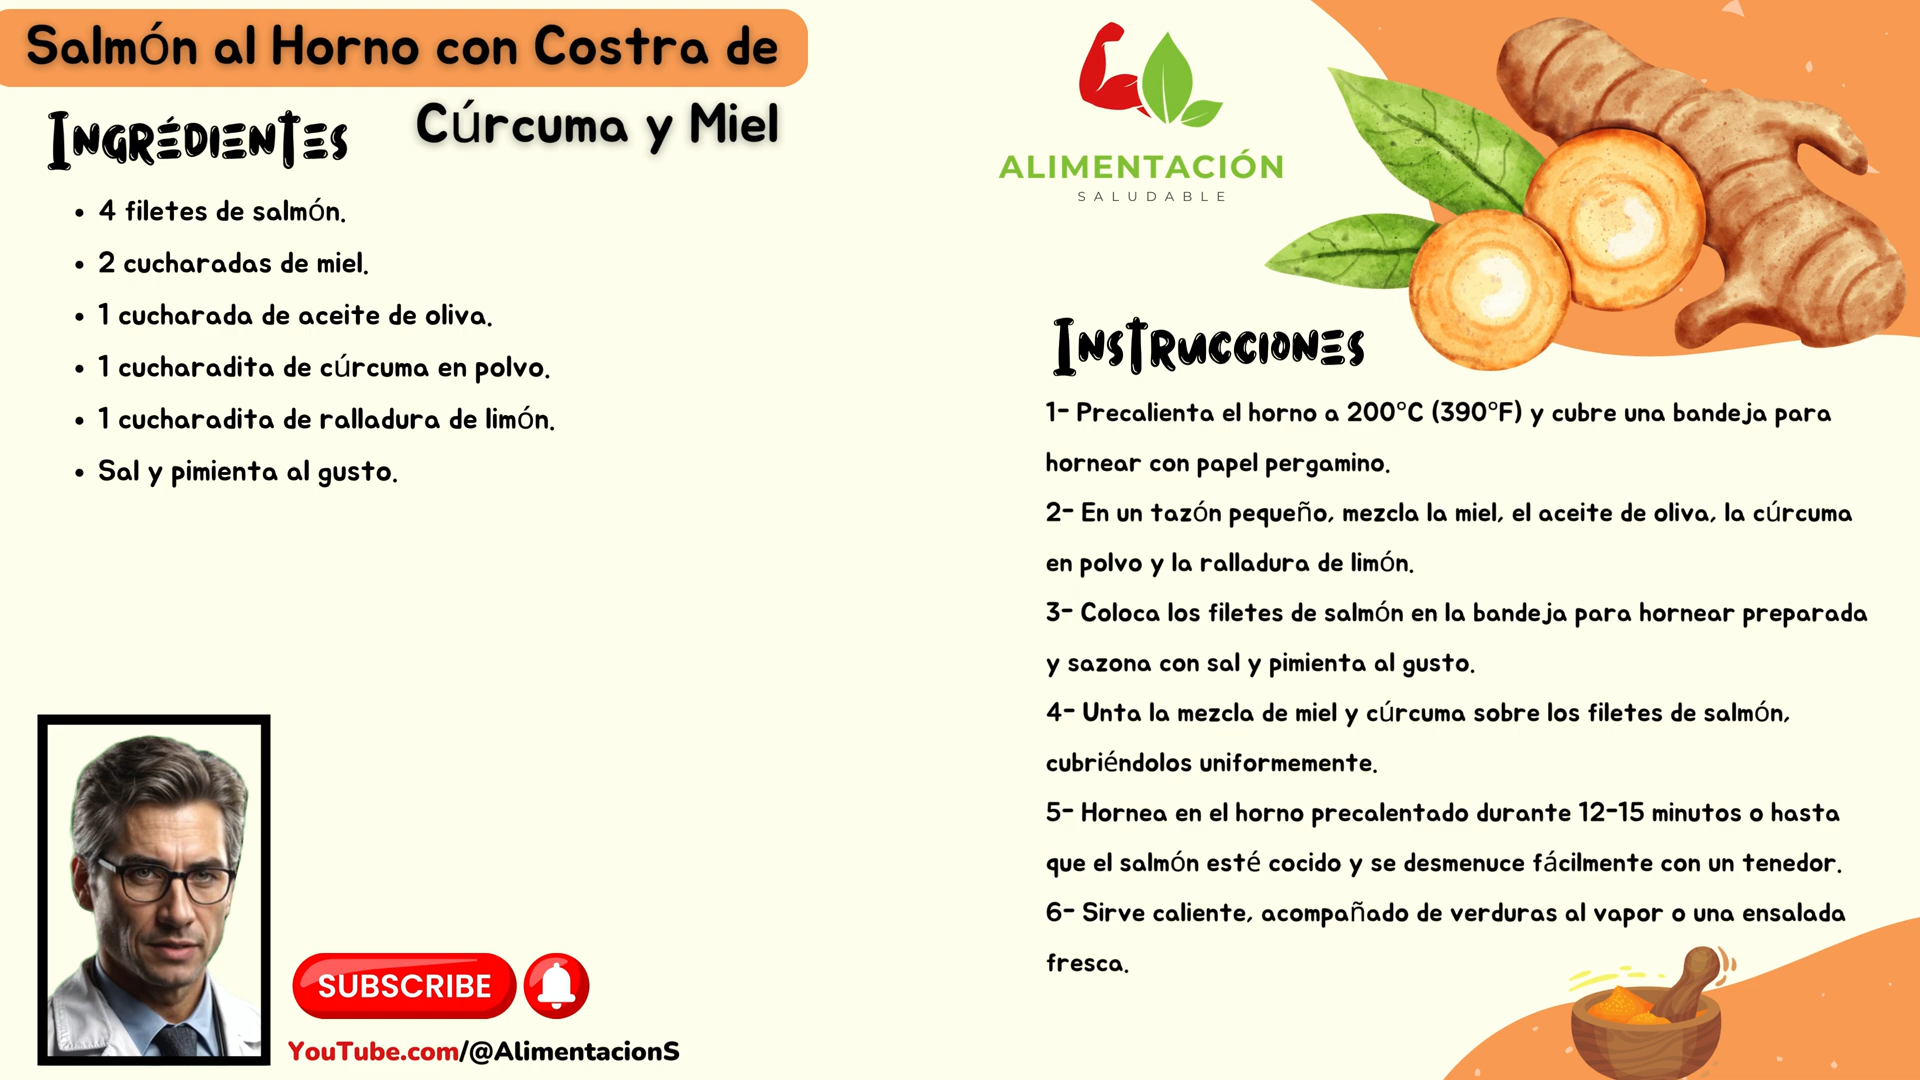 Salmón al Horno con Costra de
Cúrcuma y Miel
INGRÉDIENTES
• 4 filetes de salmón.
• 2 cucharadas de miel.
• 1 cucharada de aceite de oliva.
• 1 cucharadita de cúrcuma en polvo.
• 1 cucharadita de ralladura de limón.
• Sal y pimienta al gusto.
ALIMENTACIÓN
SALUDABLE
INSTRUCCIONES
1- Precalienta el horno a 200°C (390°F) y cubre una bandeja para
hornear con papel pergamino.
2- En un tazón pequeño, mezcla la miel, el aceite de oliva, la cúrcuma
en polvo y la ralladura de limón.
3- Coloca los filetes de salmón en la bandeja para hornear preparada
y sazona con sal y pimienta al gusto.
4- Unta la mezcla de miel y cúrcuma sobre los filetes de salmón,
cubriéndolos uniformemente.
5- Hornea en el horno precalentado durante 12-15 minutos o hasta
que el salmón esté cocido y se desmenuce fácilmente con un tenedor.
6- Sirve caliente, acompañado de verduras al vapor o una ensalada
fresca.
SUBSCRIBE
YouTube.com/@AlimentacionS